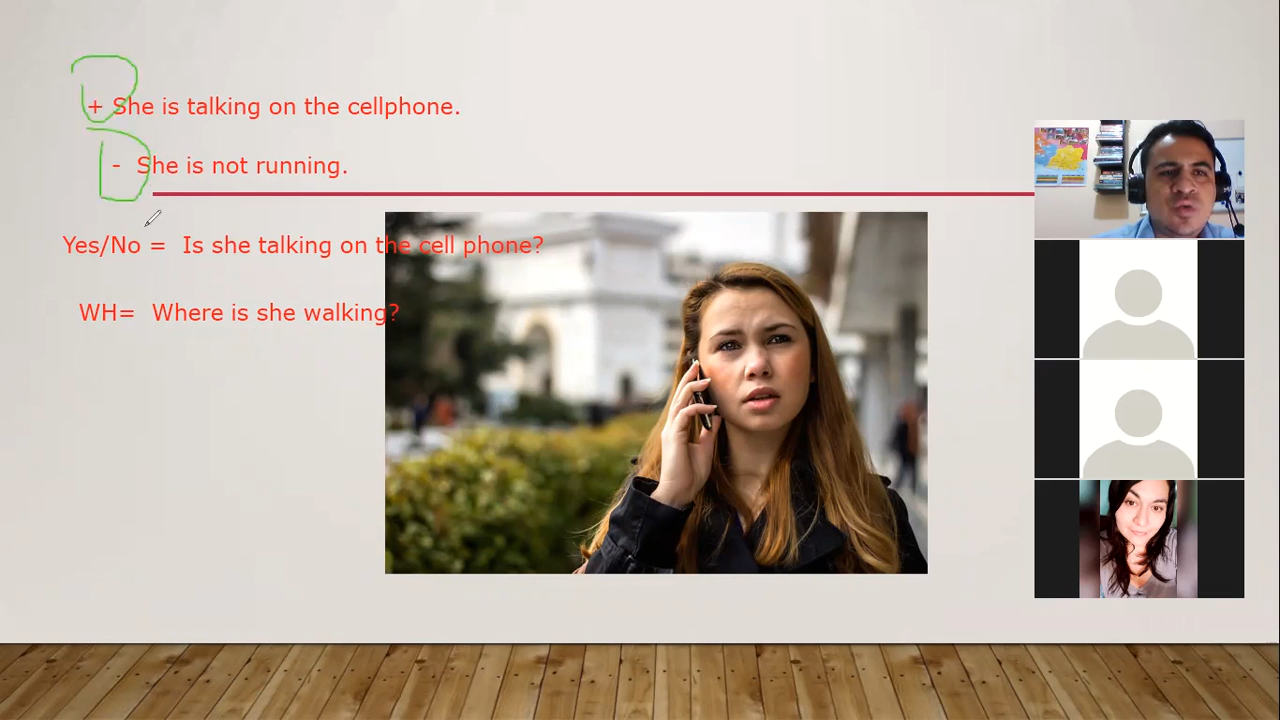 + She is talking on the cellphone.
- She is not running.
Yes/No = Is she talking on the cell phone?
WH= Where is she walking?